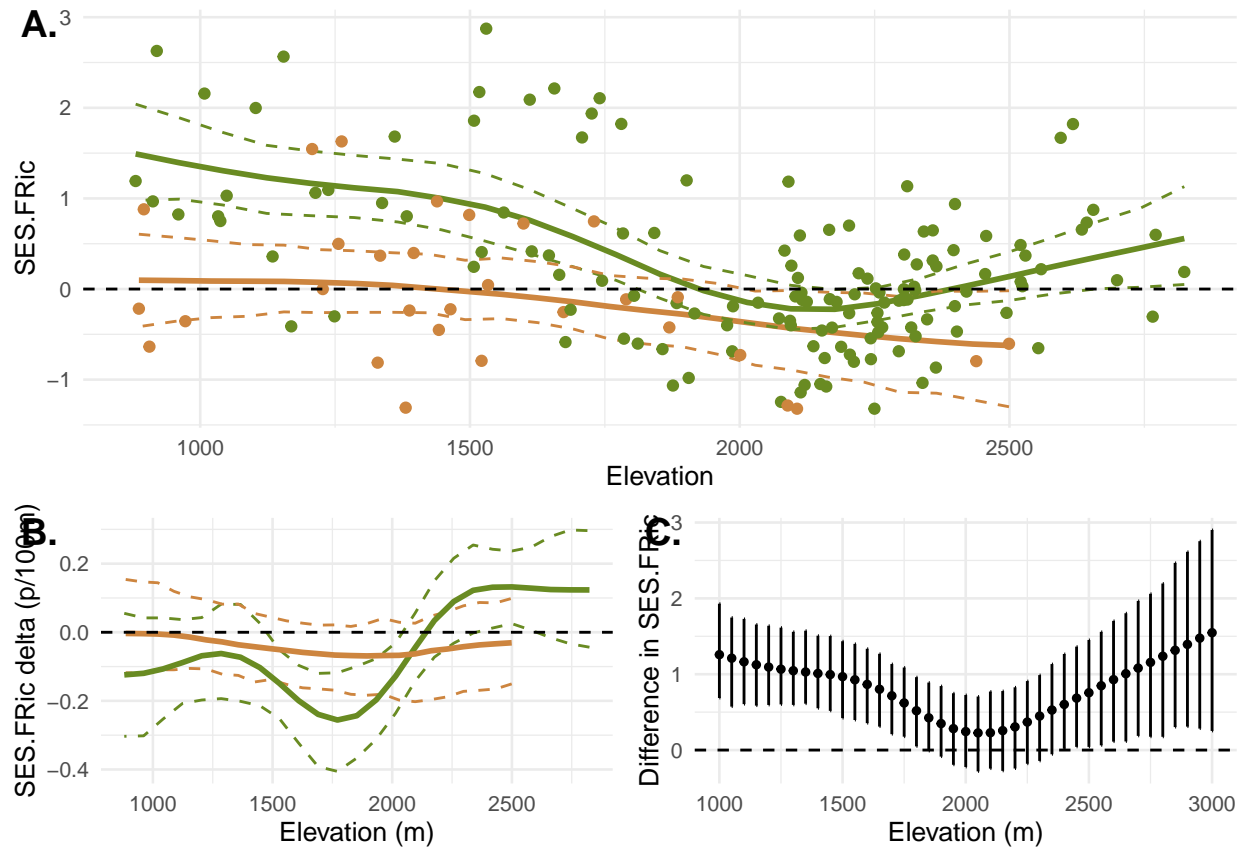 A.
3
2
1
0
−1
SES.FRic
1000
1500
2000
2500
Elevation
B.
0.2
0.0
−0.2
−0.4
SES.FRic delta (p/100m)
1000
1500
2000
2500
Elevation (m)
C.
3
2
1
0
Difference in SES.FRic
1000
1500
2000
2500
3000
Elevation (m)